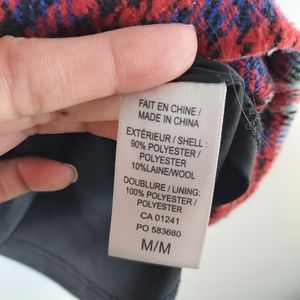 FAIT EN CHINE /
MADE IN CHINA
EXTÉRIEUR / SHELL :
90% POLYESTER /
POLYESTER
10%LAINE/WOOL
DOUBLURE / LINING:
100% POLYESTER /
POLYESTER
CA 01241
PO 583680
M/M